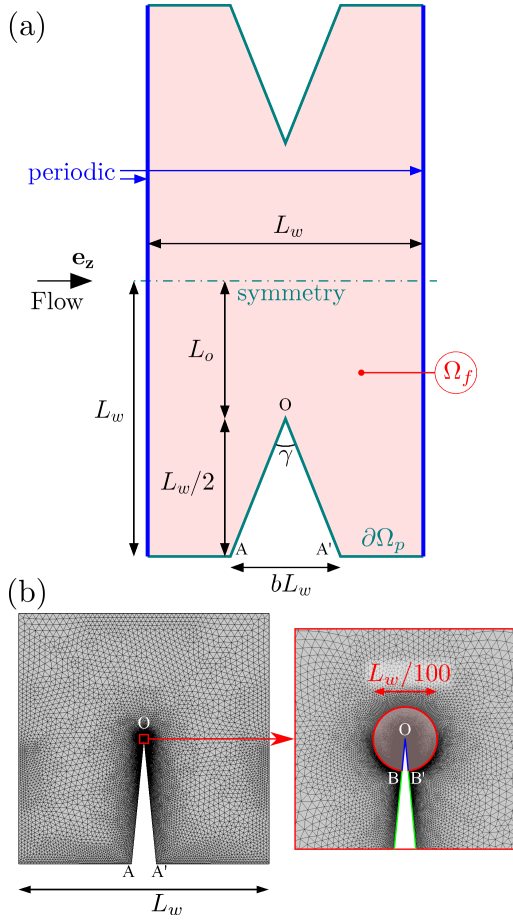 (a)
periodic
L_w
e_z
Flow
symmetry
L_o
Ω_f
L_w
O
γ
L_w/2
A
A'
∂Ω_p
bL_w
(b)
L_w/100
O
O
B
B'
A
A'
L_w